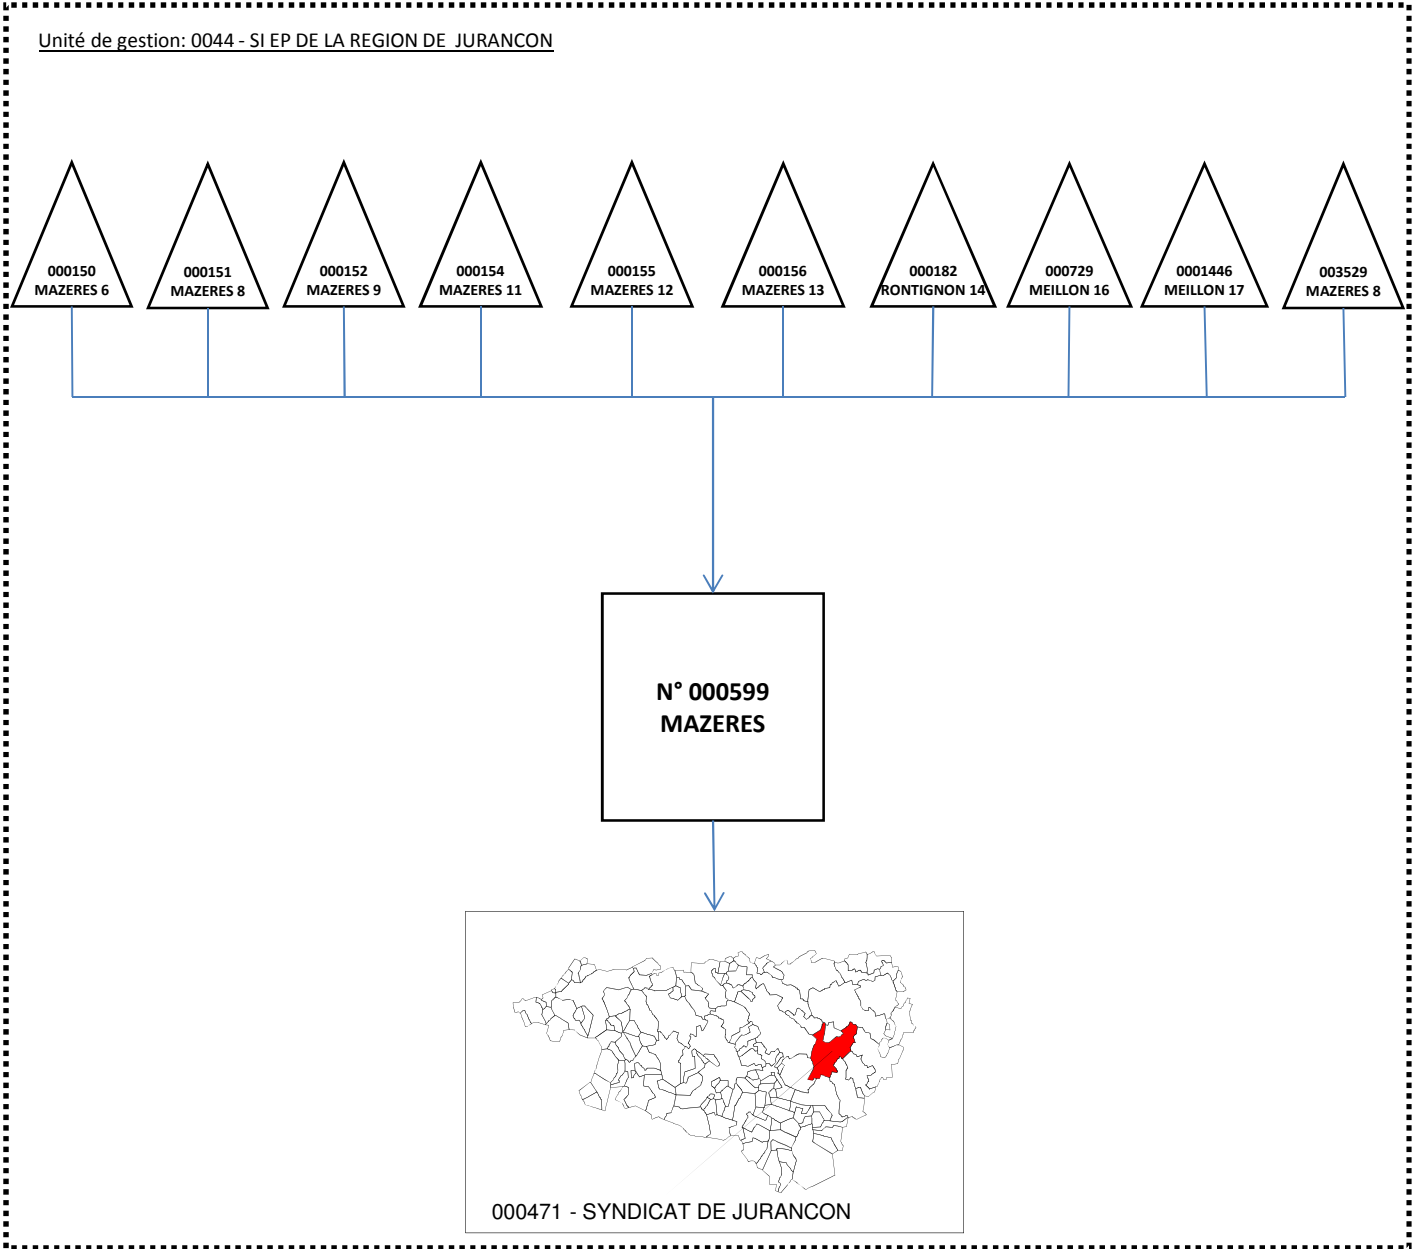 Unité de gestion: 0044 - SI EP DE LA REGION DE JURANCON
000150
MAZERES 6
000151
MAZERES 8
000152
MAZERES 9
000154
MAZERES 11
000155
MAZERES 12
000156
MAZERES 13
000182
RONTIGNON 14
000729
MEILLON 16
0001446
MEILLON 17
003529
MAZERES 8
N° 000599
MAZERES
000471 - SYNDICAT DE JURANCON